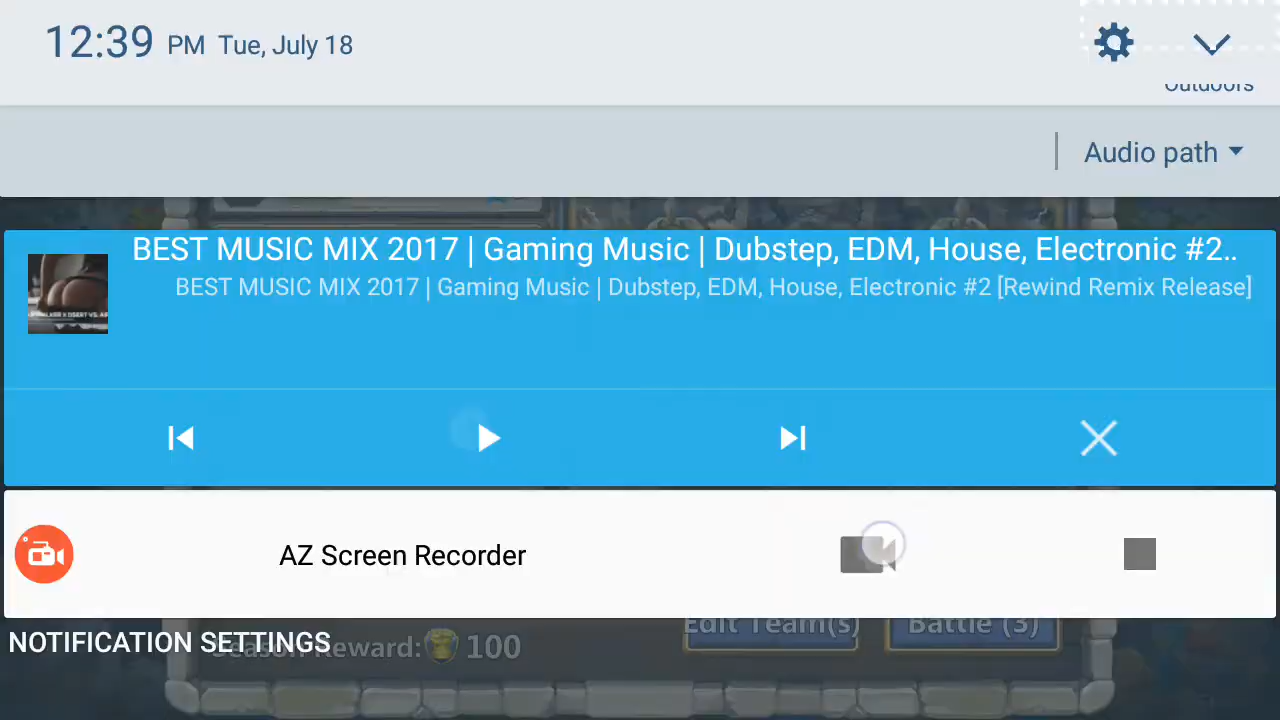 12:39 PM Tue, July 18
Outdoors
Audio path
BEST MUSIC MIX 2017 | Gaming Music | Dubstep, EDM, House, Electronic #2..
BEST MUSIC MIX 2017 | Gaming Music | Dubstep, EDM, House, Electronic #2 [Rewind Remix Release]
AZ Screen Recorder
NOTIFICATION SETTINGS
Season Reward: 100
Edit Team(s)
Battle (3)